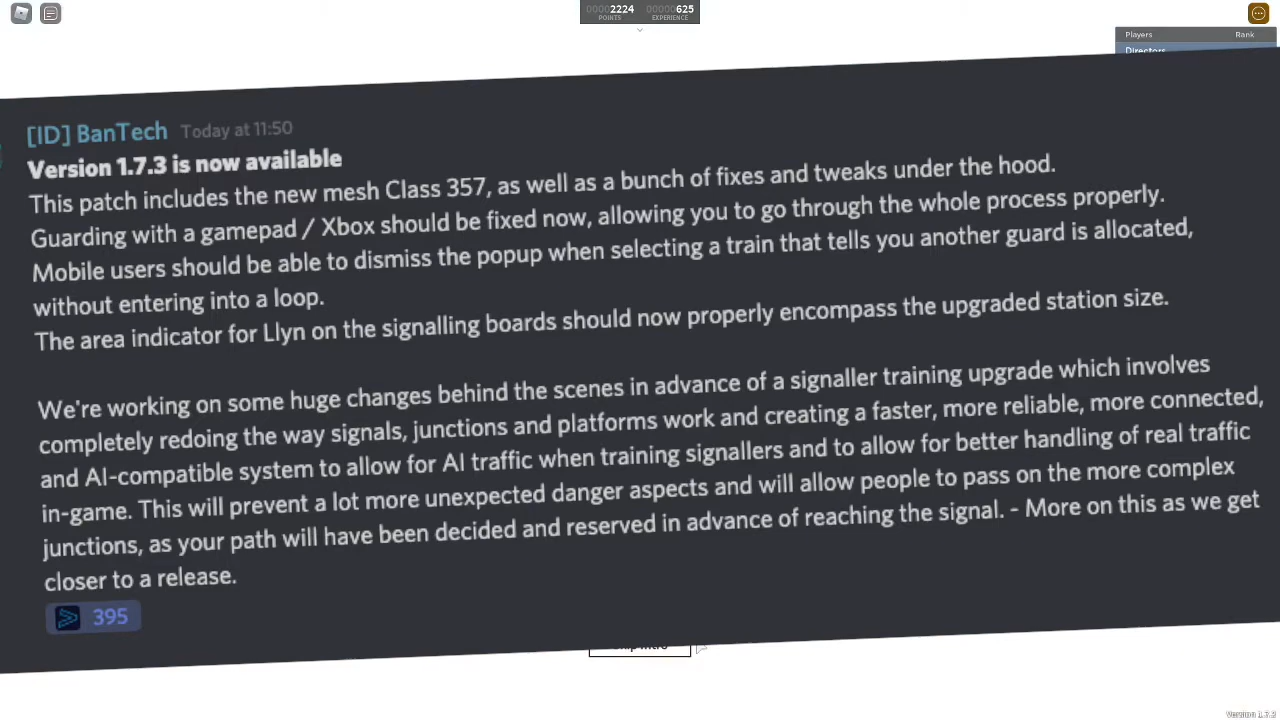 00002224
POINTS
00000625
EXPERIENCE
Players Rank
Directors
[ID] BanTech Today at 11:50
Version 1.7.3 is now available
This patch includes the new mesh Class 357, as well as a bunch of fixes and tweaks under the hood.
Guarding with a gamepad / Xbox should be fixed now, allowing you to go through the whole process properly.
Mobile users should be able to dismiss the popup when selecting a train that tells you another guard is allocated,
without entering into a loop.
The area indicator for Llyn on the signalling boards should now properly encompass the upgraded station size.
We're working on some huge changes behind the scenes in advance of a signaller training upgrade which involves
completely redoing the way signals, junctions and platforms work and creating a faster, more reliable, more connected,
and AI-compatible system to allow for AI traffic when training signallers and to allow for better handling of real traffic
in-game. This will prevent a lot more unexpected danger aspects and will allow people to pass on the more complex
junctions, as your path will have been decided and reserved in advance of reaching the signal. - More on this as we get
closer to a release.
395
Version 1.7.3